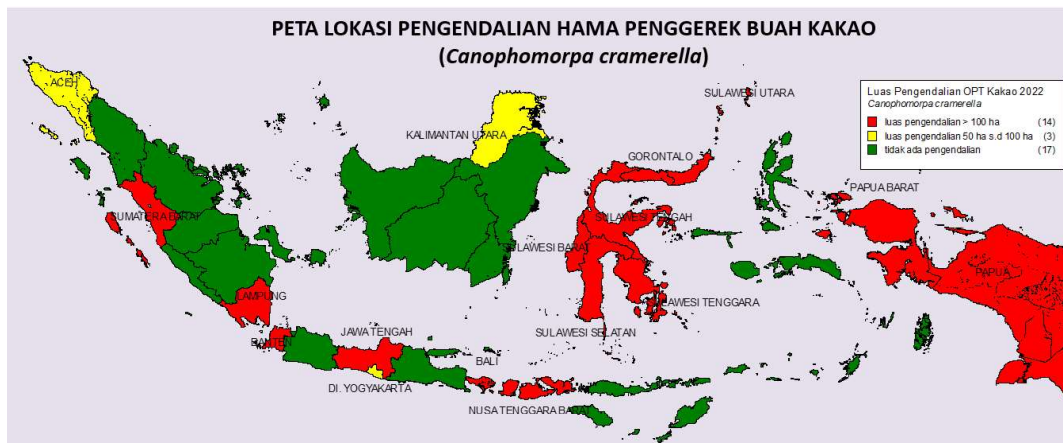 PETA LOKASI PENGENDALIAN HAMA PENGGEREK BUAH KAKAO
(Canophomorpa cramerella)
Luas Pengendalian OPT Kakao 2022
Canophomorpa cramerella
luas pengendalian > 100 ha (14)
luas pengendalian 50 ha s.d 100 ha (3)
tidak ada pengendalian (17)
ACEH
SULAWESI UTARA
KALIMANTAN UTARA
GORONTALO
PAPUA BARAT
SUMATERA BARAT
SULAWESI TENGAH
SULAWESI BARAT
PAPUA
LAMPUNG
SULAWESI TENGGARA
JAWA TENGAH
SULAWESI SELATAN
BANTEN
BALI
DI. YOGYAKARTA
NUSA TENGGARA BARAT